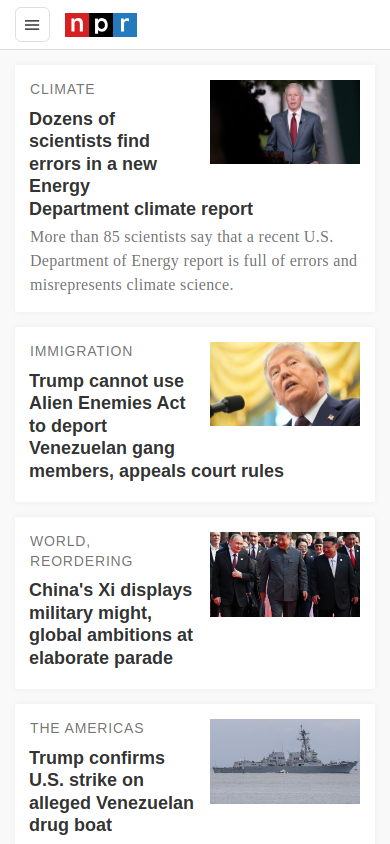 npr
CLIMATE
Dozens of
scientists find
errors in a new
Energy
Department climate report
More than 85 scientists say that a recent U.S.
Department of Energy report is full of errors and
misrepresents climate science.
IMMIGRATION
Trump cannot use
Alien Enemies Act
to deport
Venezuelan gang
members, appeals court rules
WORLD,
REORDERING
China's Xi displays
military might,
global ambitions at
elaborate parade
THE AMERICAS
Trump confirms
U.S. strike on
alleged Venezuelan
drug boat